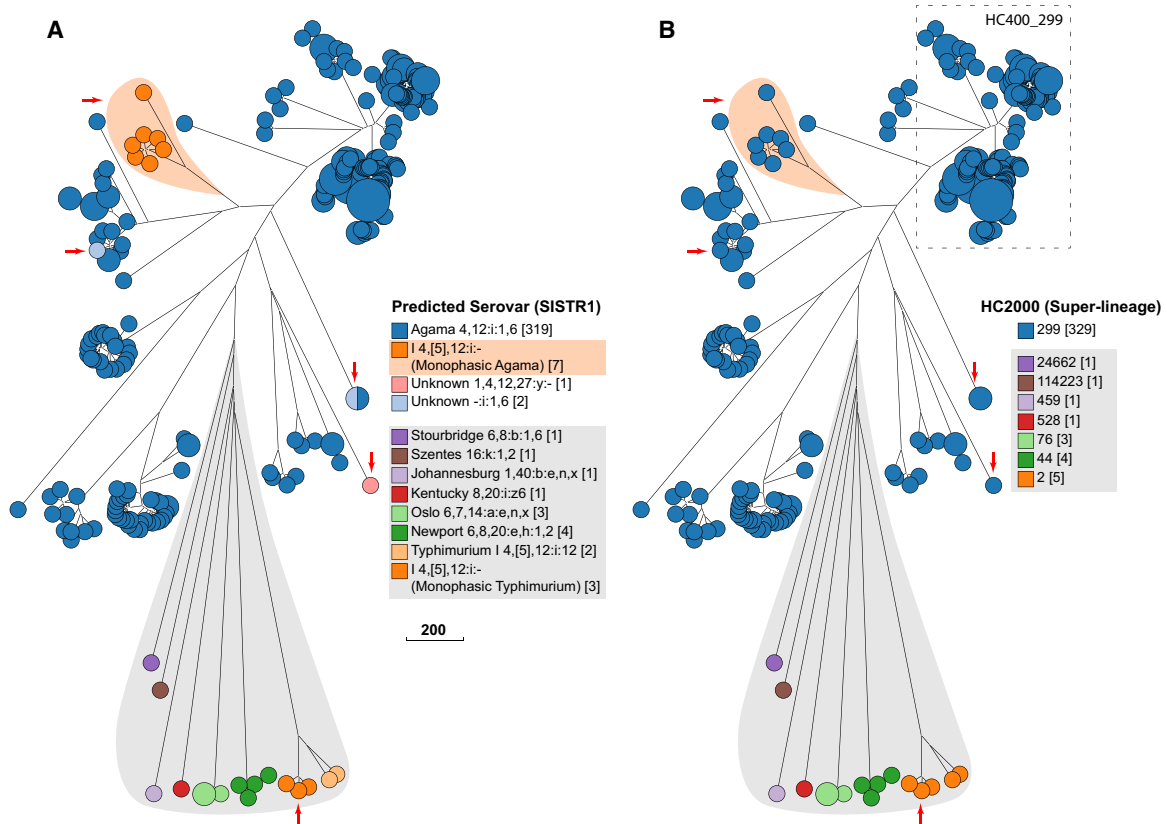 A
Predicted Serovar (SISTR1)
Agama 4,12:i:1,6 [319]
I 4,[5],12:i:-
(Monophasic Agama) [7]
Unknown 1,4,12,27:y:- [1]
Unknown -:i:1,6 [2]
Stourbridge 6,8:b:1,6 [1]
Szentes 16:k:1,2 [1]
Johannesburg 1,40:b:e,n,x [1]
Kentucky 8,20:i:z6 [1]
Oslo 6,7,14:a:e,n,x [3]
Newport 6,8,20:e,h:1,2 [4]
Typhimurium I 4,[5],12:i:12 [2]
I 4,[5],12:i:-
(Monophasic Typhimurium) [3]
200
B
HC400_299
HC2000 (Super-lineage)
299 [329]
24662 [1]
114223 [1]
459 [1]
528 [1]
76 [3]
44 [4]
2 [5]